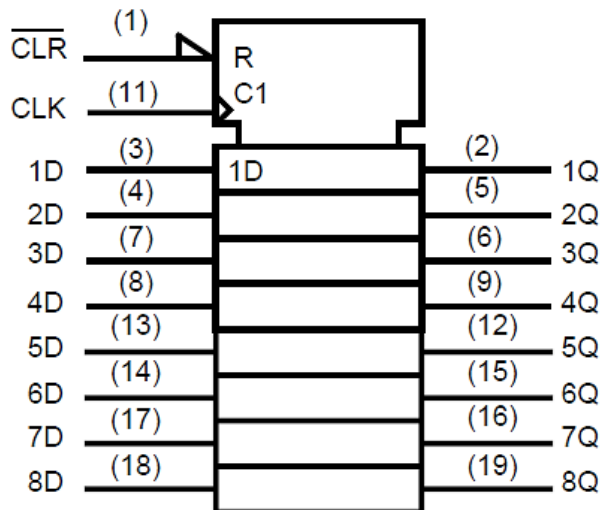 (1)
CLR R
(11)
CLK C1
(3) (2)
1D 1D 1Q
(4) (5)
2D 2Q
(7) (6)
3D 3Q
(8) (9)
4D 4Q
(13) (12)
5D 5Q
(14) (15)
6D 6Q
(17) (16)
7D 7Q
(18) (19)
8D 8Q